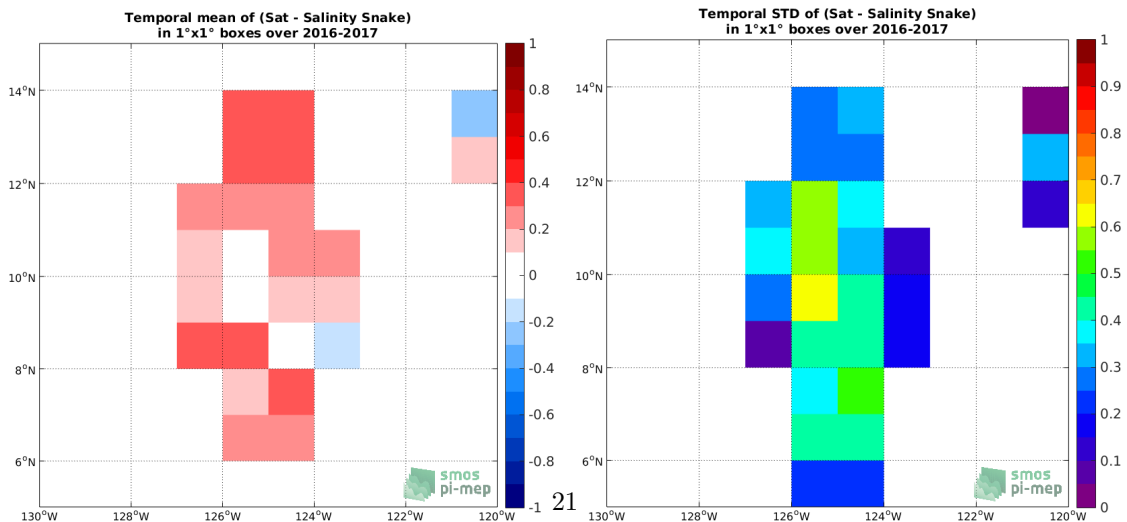 Temporal mean of (Sat - Salinity Snake)
in 1°x1° boxes over 2016-2017
14°N
12°N
10°N
8°N
6°N
130°W
128°W
126°W
124°W
122°W
120°W
1
0.8
0.6
0.4
0.2
0
-0.2
-0.4
-0.6
-0.8
-1
smos
pi-mep
21
Temporal STD of (Sat - Salinity Snake)
in 1°x1° boxes over 2016-2017
14°N
12°N
10°N
8°N
6°N
130°W
128°W
126°W
124°W
122°W
120°W
1
0.9
0.8
0.7
0.6
0.5
0.4
0.3
0.2
0.1
0
smos
pi-mep